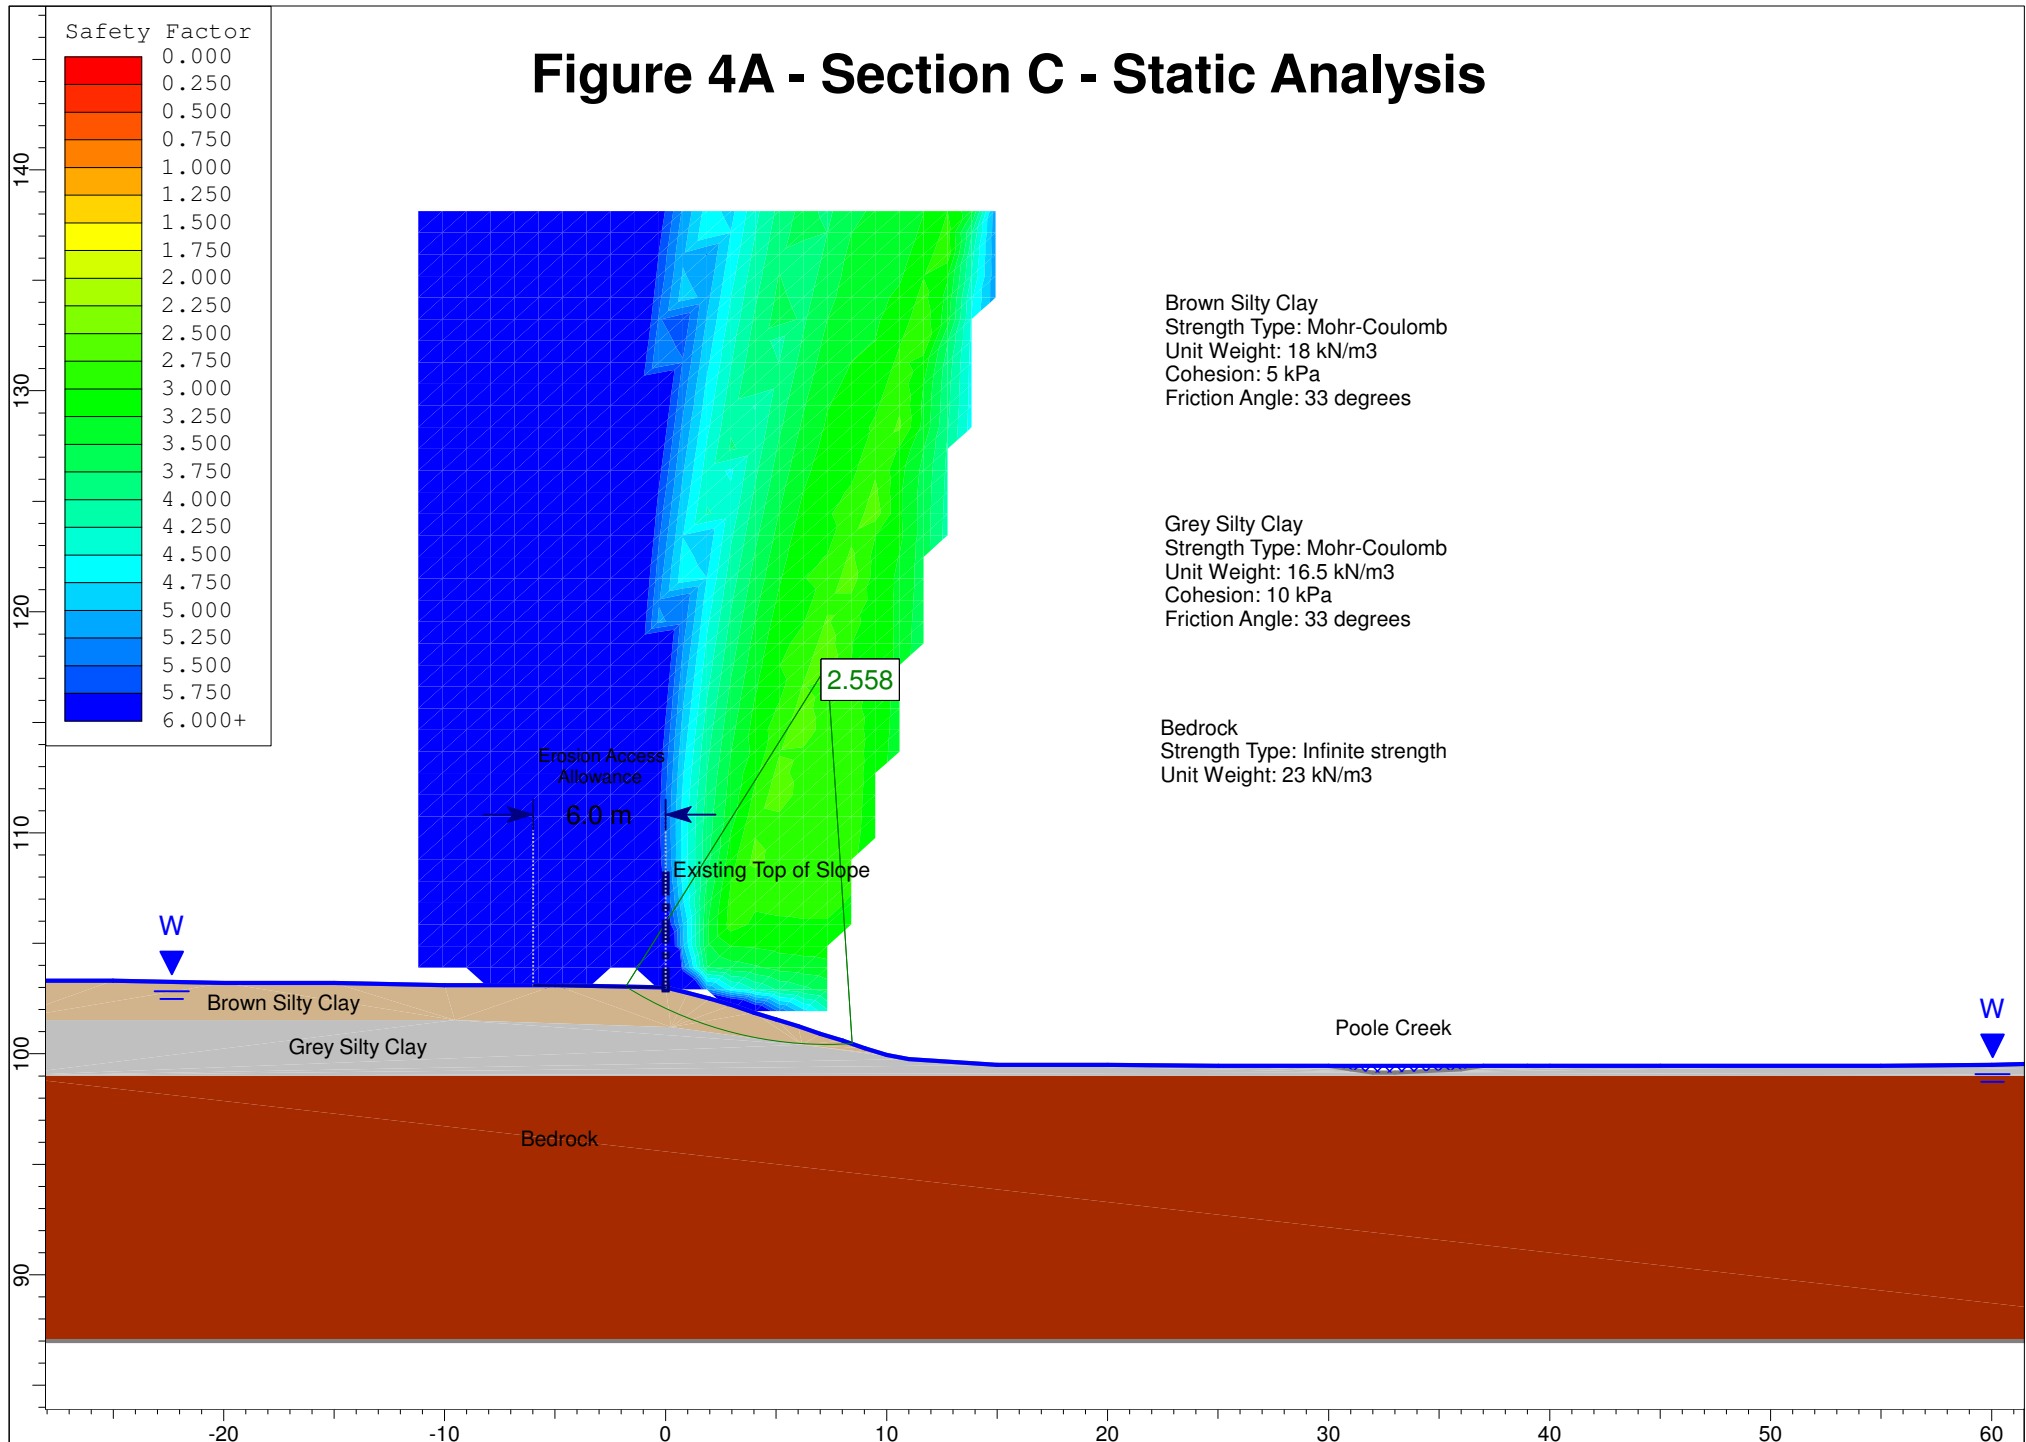 Safety Factor
0.000
0.250
0.500
0.750
1.000
1.250
1.500
1.750
2.000
2.250
2.500
2.750
3.000
3.250
3.500
3.750
4.000
4.250
4.500
4.750
5.000
5.250
5.500
5.750
6.000+
Figure 4A - Section C - Static Analysis
Brown Silty Clay
Strength Type: Mohr-Coulomb
Unit Weight: 18 kN/m3
Cohesion: 5 kPa
Friction Angle: 33 degrees
Grey Silty Clay
Strength Type: Mohr-Coulomb
Unit Weight: 16.5 kN/m3
Cohesion: 10 kPa
Friction Angle: 33 degrees
Bedrock
Strength Type: Infinite strength
Unit Weight: 23 kN/m3
2.558
Erosion Access
Allowance
6.0 m
Existing Top of Slope
W
W
Brown Silty Clay
Grey Silty Clay
Poole Creek
Bedrock
140
130
120
110
100
90
-20
-10
0
10
20
30
40
50
60